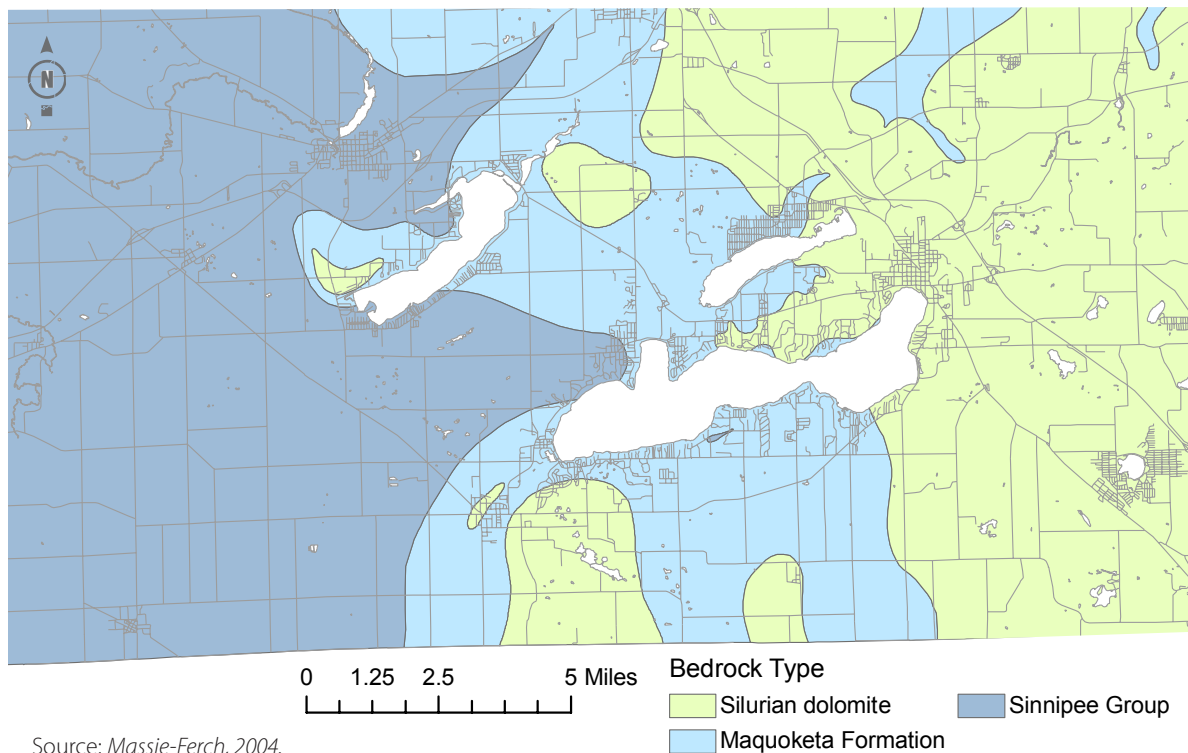 N
0 1.25 2.5 5 Miles
Bedrock Type
Silurian dolomite
Sinnipee Group
Maquoketa Formation
Source: Massie-Ferch, 2004.